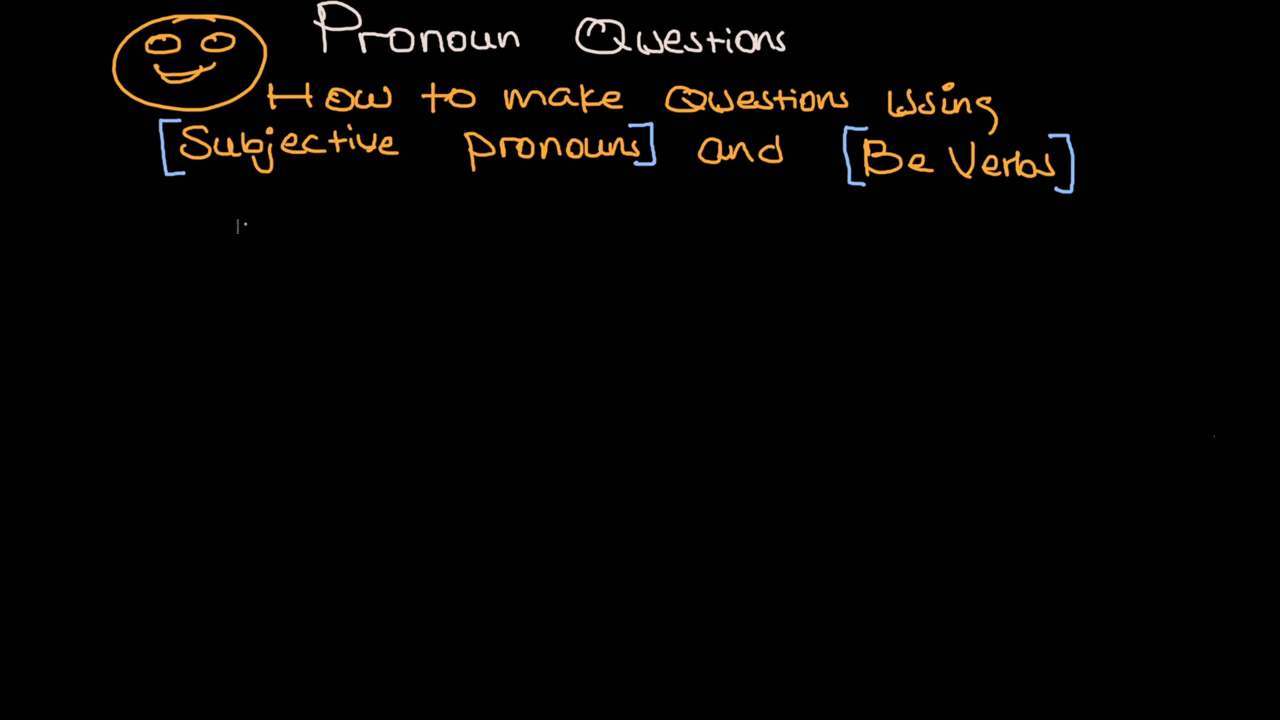 Pronoun Questions
How to make Questions using
[Subjective pronouns] and [Be Verbs]